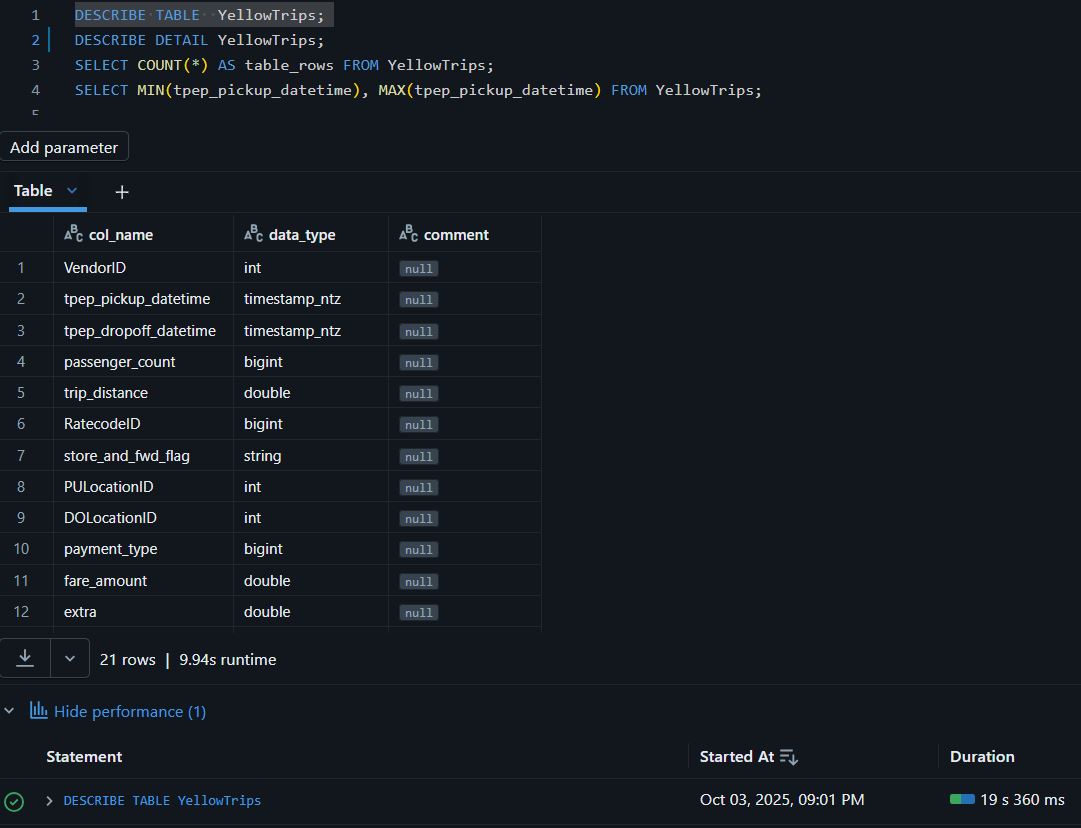 1 DESCRIBE TABLE YellowTrips;
2 DESCRIBE DETAIL YellowTrips;
3 SELECT COUNT(*) AS table_rows FROM YellowTrips;
4 SELECT MIN(tpep_pickup_datetime), MAX(tpep_pickup_datetime) FROM YellowTrips;
Add parameter
Table +
ABC col_name ABC data_type ABC comment
1 VendorID int null
2 tpep_pickup_datetime timestamp_ntz null
3 tpep_dropoff_datetime timestamp_ntz null
4 passenger_count bigint null
5 trip_distance double null
6 RatecodeID bigint null
7 store_and_fwd_flag string null
8 PULocationID int null
9 DOLocationID int null
10 payment_type bigint null
11 fare_amount double null
12 extra double null
21 rows | 9.94s runtime
Hide performance (1)
Statement Started At Duration
DESCRIBE TABLE YellowTrips Oct 03, 2025, 09:01 PM 19 s 360 ms